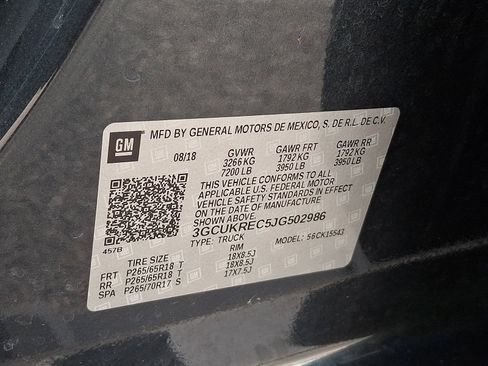 GM
MFD BY GENERAL MOTORS DE MEXICO, S. DE R.L. DE C.V.
08/18 GVWR GAWR FRT GAWR RR
3266 KG 1792 KG 1792 KG
7200 LB 3950 LB 3950 LB
THIS VEHICLE CONFORMS TO ALL
APPLICABLE U.S. FEDERAL MOTOR
VEHICLE SAFETY STANDARDS IN EFFECT
ON THE DATE OF MANUFACTURE
SHOWN ABOVE.
3GCUKREC5JG502986
TYPE: TRUCK MODEL: 56CK15543
457B
TIRE SIZE RIM
FRT P265/65R18 T 18X8.5J
RR P265/65R18 T 18X8.5J
SPA P265/70R17 S 17X7.5J